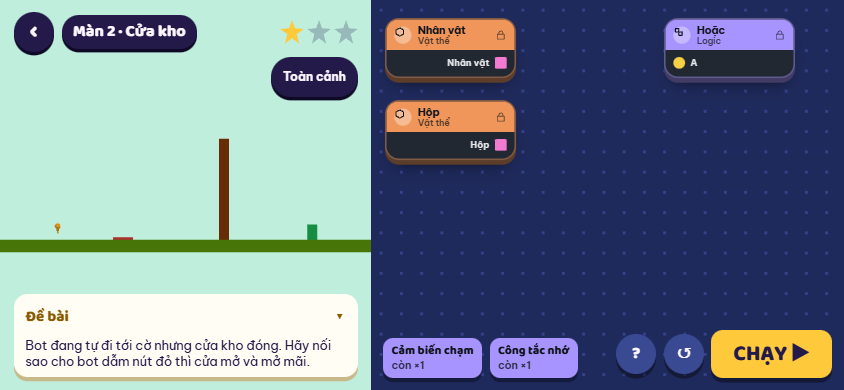 Màn 2 · Cửa kho
Toàn cảnh
Đề bài
Bot đang tự đi tới cờ nhưng cửa kho đóng. Hãy nối
sao cho bot dẫm nút đỏ thì cửa mở và mở mãi.
Nhân vật
Vật thể
Nhân vật
Hộp
Vật thể
Hộp
Hoặc
Logic
A
Cảm biến chạm
còn ×1
Công tắc nhớ
còn ×1
?
CHẠY